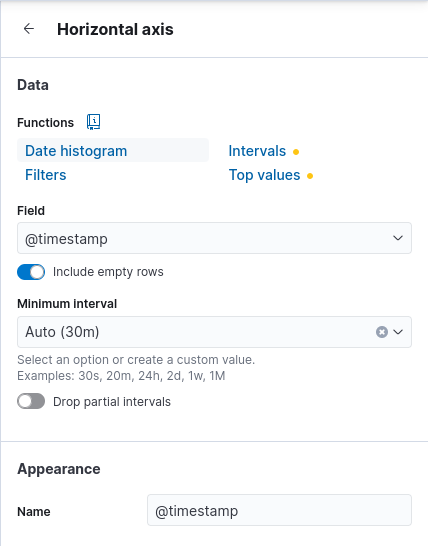 Horizontal axis
Data
Functions
Date histogram
Intervals
Filters
Top values
Field
@timestamp
Include empty rows
Minimum interval
Auto (30m)
Select an option or create a custom value.
Examples: 30s, 20m, 24h, 2d, 1w, 1M
Drop partial intervals
Appearance
Name
@timestamp